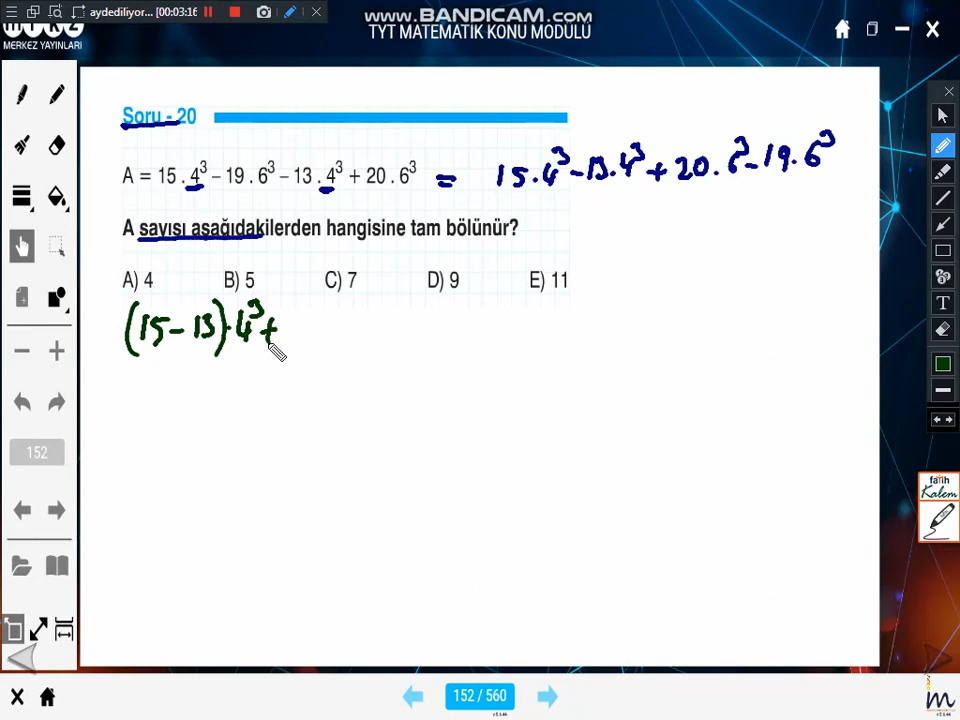 aydediliyor... [00:03:16]
www.BANDICAM.com
MERKEZ YAYINLARI
TYT MATEMATİK KONU MODULU
Soru - 20
A = 15 . 4³ – 19 . 6³ – 13 . 4³ + 20 . 6³ = 15.4³ - 13.4³ + 20.6³ - 19.6³
A sayısı aşağıdakilerden hangisine tam bölünür?
A) 4 B) 5 C) 7 D) 9 E) 11
(15 - 13).4³ +
152
fatih
Kalem
152 / 560